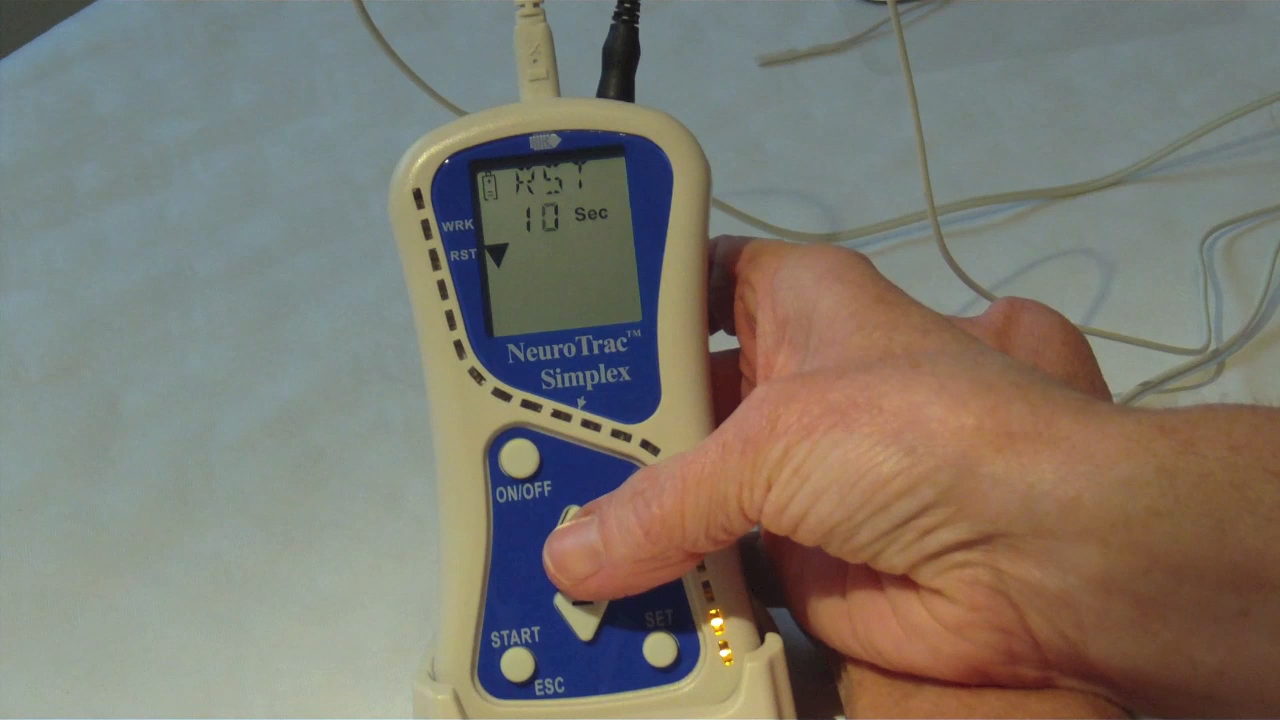 RST
10 Sec
WRK
RST
NeuroTrac™
Simplex
ON/OFF
START
SET
ESC